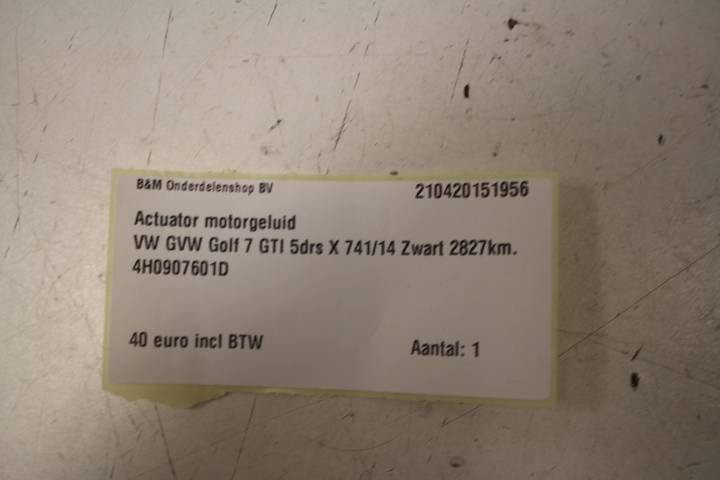 B&M Onderdelenshop BV 210420151956
Actuator motorgeluid
VW GVW Golf 7 GTI 5drs X 741/14 Zwart 2827km.
4H0907601D
40 euro incl BTW Aantal: 1